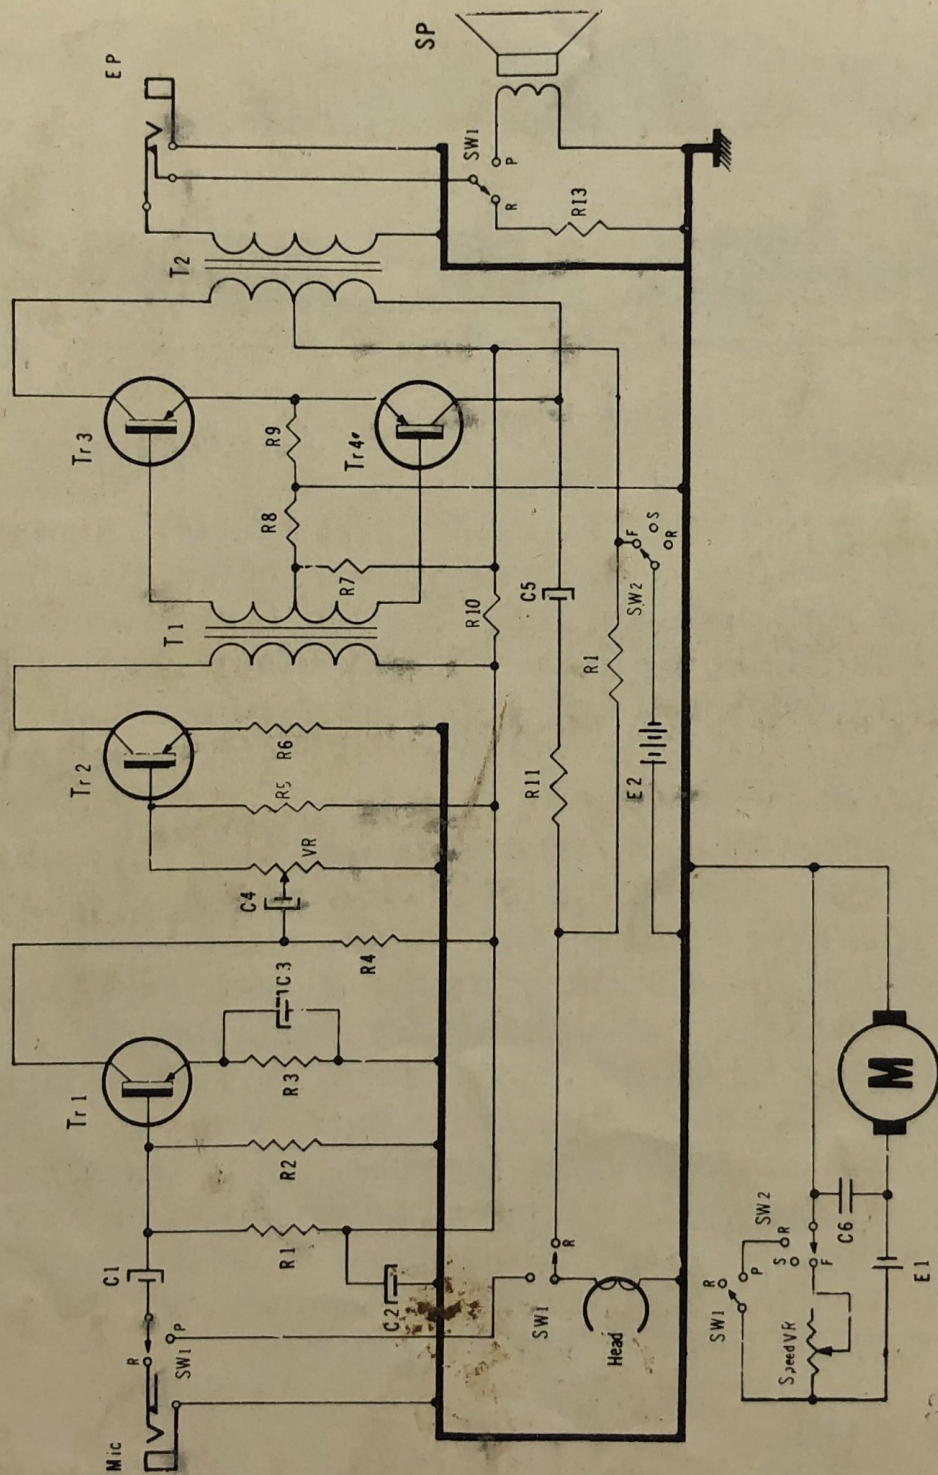 Mic
R
SW1
P
C1
R1
C2
R2
Tr1
R3
C3
R4
C4
VR
R5
R6
Tr2
T1
R7
R8
R9
Tr3
Tr4
T2
EP
SP
SW1
P
R
R13
R10
C5
R11
R1
SW2
F
S
R
E2
SW1
R
Head
SW1
R
P
SW2
R
S
F
Speed VR
C6
E1
M